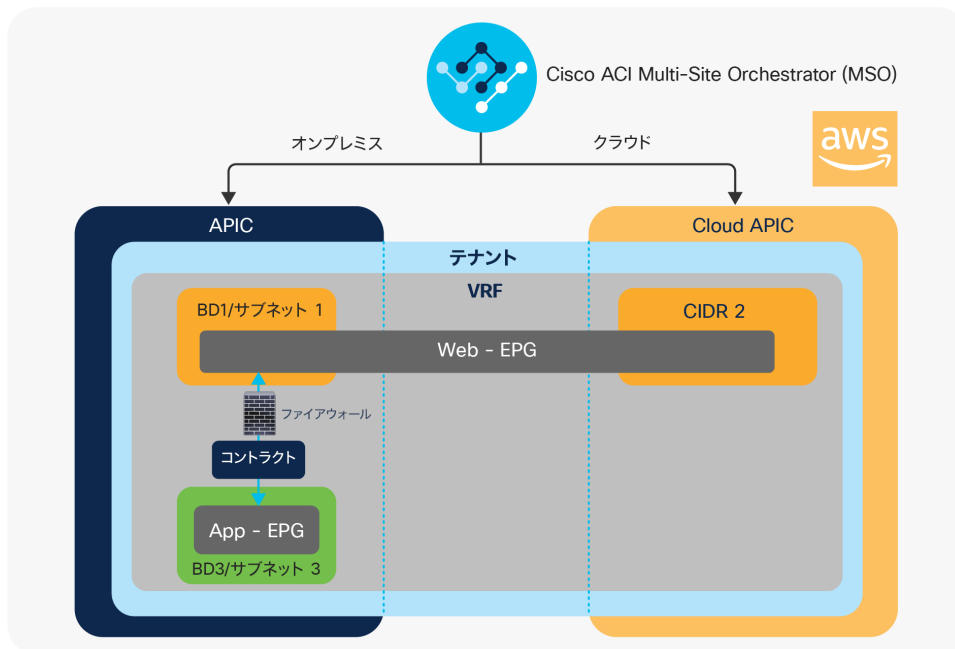 Cisco ACI Multi-Site Orchestrator (MSO)
オンプレミス
クラウド
aws
APIC
Cloud APIC
テナント
VRF
BD1/サブネット 1
CIDR 2
Web - EPG
ファイアウォール
コントラクト
App - EPG
BD3/サブネット 3